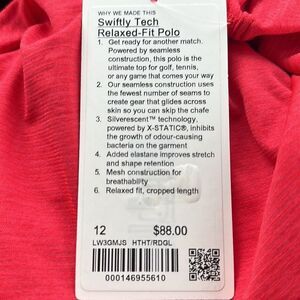 WHY WE MADE THIS
Swiftly Tech
Relaxed-Fit Polo
1. Get ready for another match.
Powered by seamless
construction, this polo is the
ultimate top for golf, tennis,
or any game that comes your way
2. Our seamless construction uses
the fewest number of seams to
create gear that glides across
skin so you can skip the chafe
3. Silverescent™ technology,
powered by X-STATIC®, inhibits
the growth of odour-causing
bacteria on the garment
4. Added elastane improves stretch
and shape retention
5. Mesh construction for
breathability
6. Relaxed fit, cropped length
12 $88.00
LW3GMJS HTHT/RDGL
000146955610